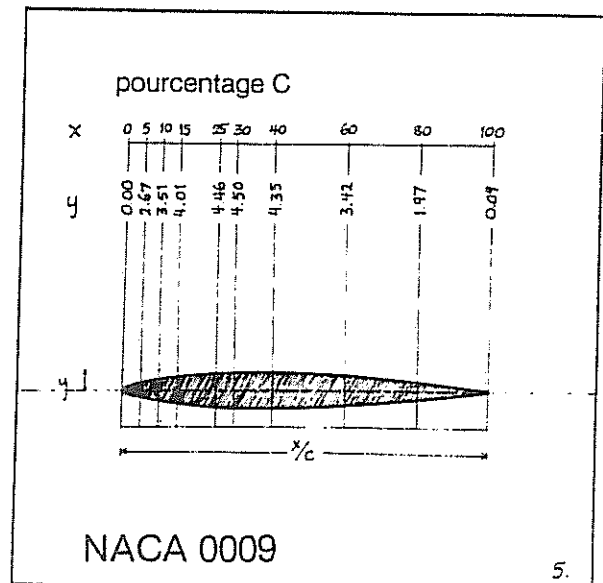 pourcentage C
x 0 5 10 15 25 30 40 60 80 100
y 0.00 2.67 3.51 4.01 4.46 4.50 4.35 3.42 1.97 0.09
y
x/c
NACA 0009
5.